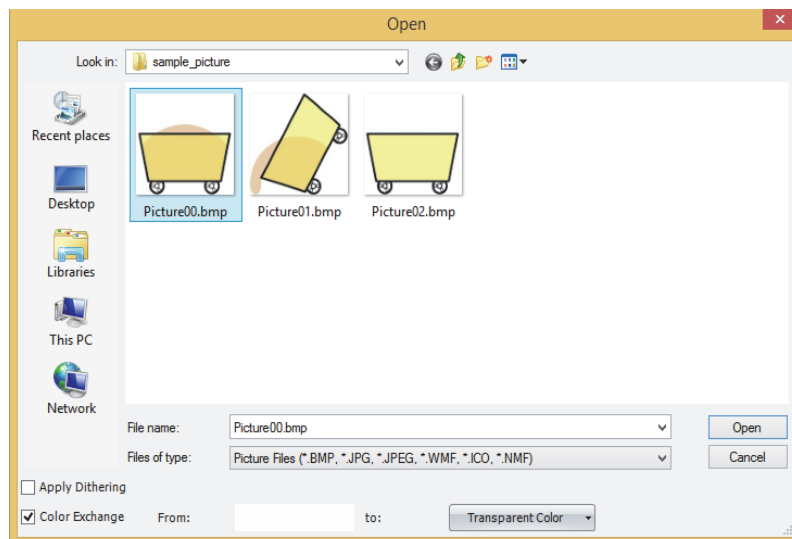 Open
Look in: sample_picture
Recent places
Desktop
Libraries
This PC
Network
Picture00.bmp Picture01.bmp Picture02.bmp
File name: Picture00.bmp Open
Files of type: Picture Files (*.BMP, *.JPG, *.JPEG, *.WMF, *.ICO, *.NMF) Cancel
Apply Dithering
Color Exchange From: to: Transparent Color